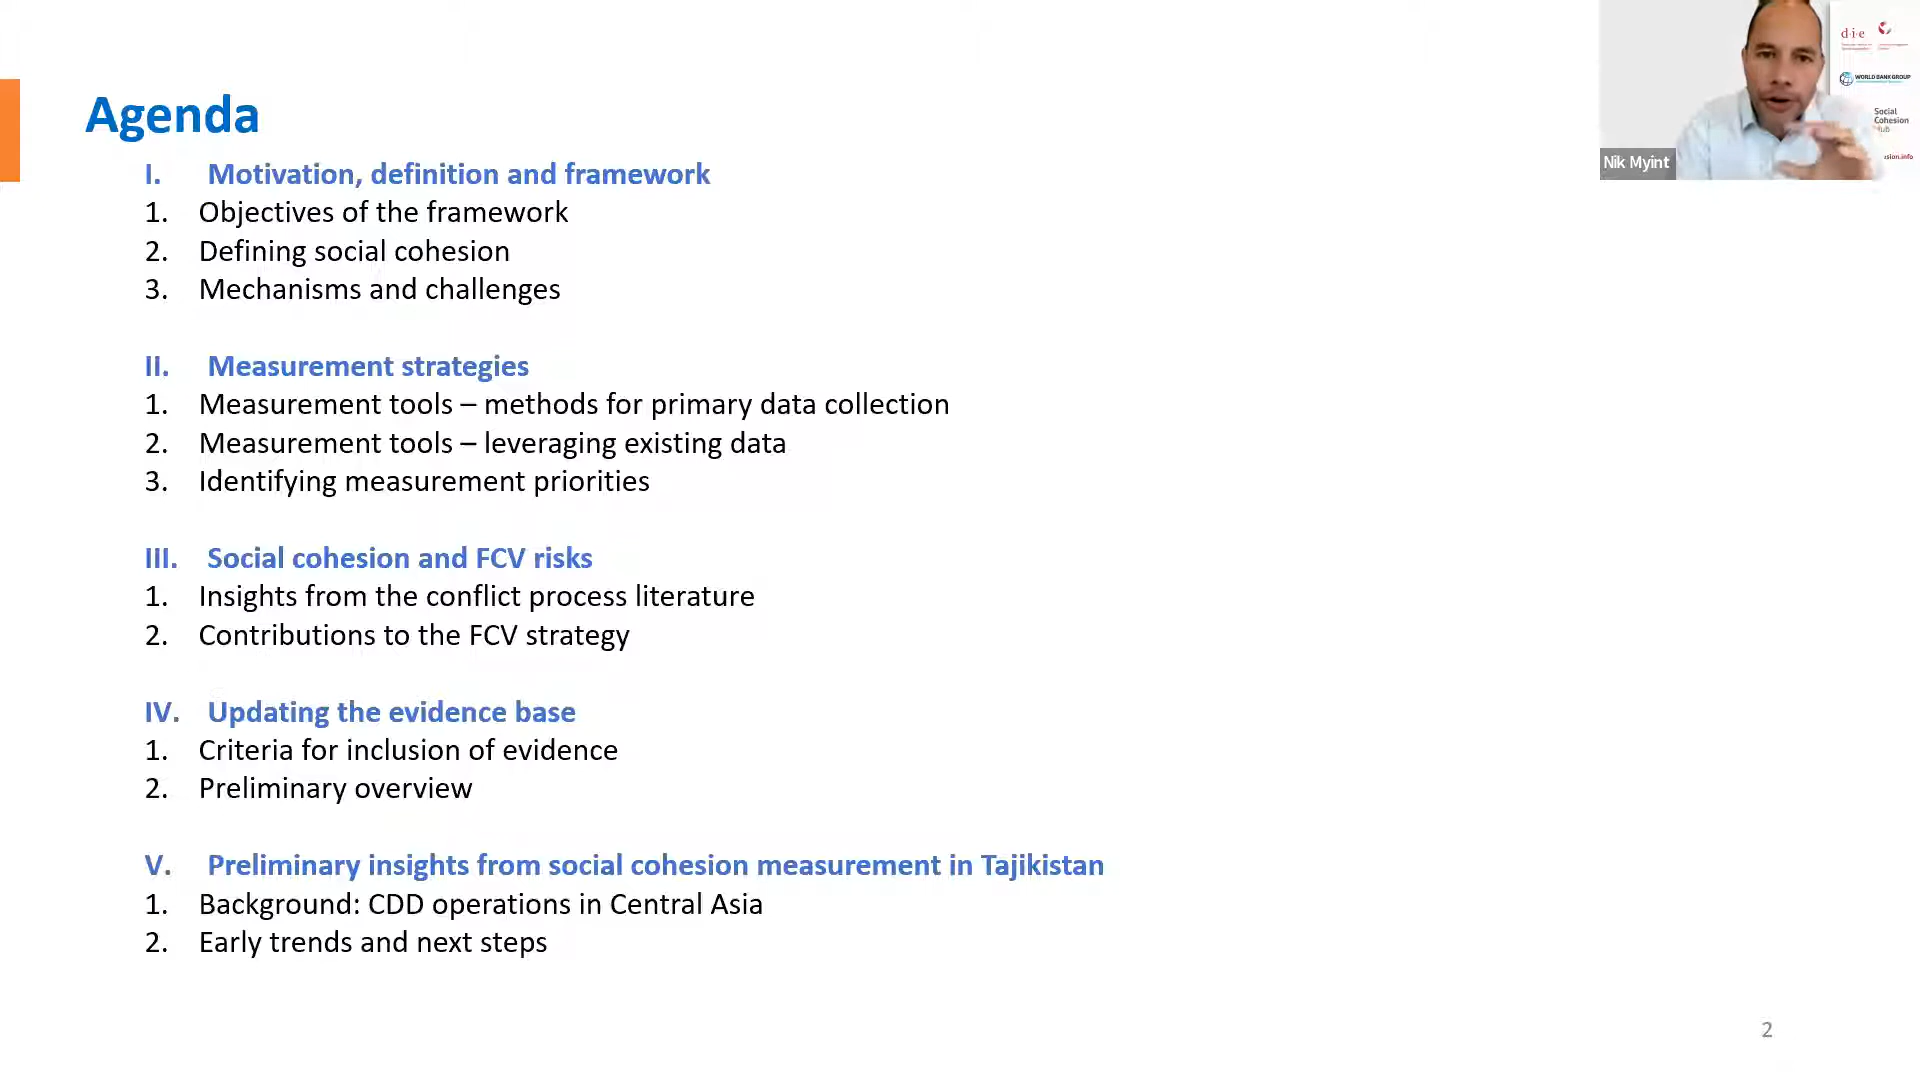 Agenda
I. Motivation, definition and framework
1. Objectives of the framework
2. Defining social cohesion
3. Mechanisms and challenges
II. Measurement strategies
1. Measurement tools – methods for primary data collection
2. Measurement tools – leveraging existing data
3. Identifying measurement priorities
III. Social cohesion and FCV risks
1. Insights from the conflict process literature
2. Contributions to the FCV strategy
IV. Updating the evidence base
1. Criteria for inclusion of evidence
2. Preliminary overview
V. Preliminary insights from social cohesion measurement in Tajikistan
1. Background: CDD operations in Central Asia
2. Early trends and next steps
2
d·i·e
WORLD BANK GROUP
Social
Cohesion
Nik Myint